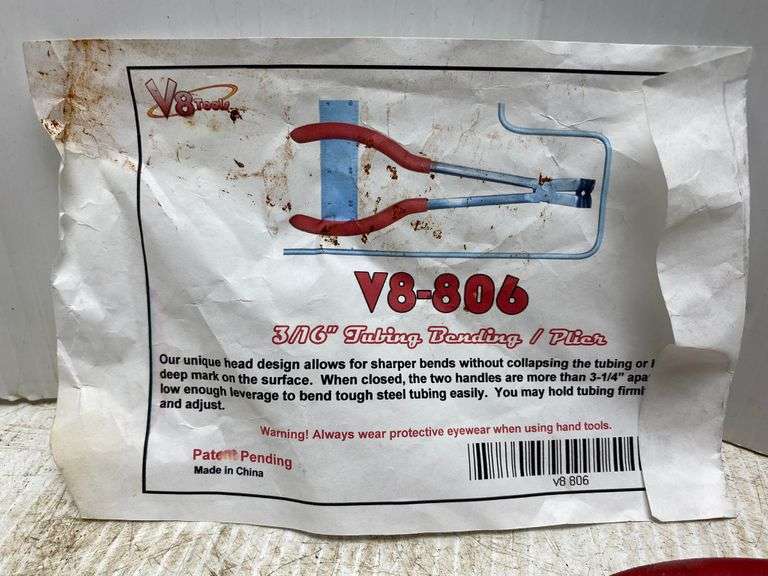 V8 Tools
V8-806
3/16" Tubing Bending / Plier
Our unique head design allows for sharper bends without collapsing the tubing or
deep mark on the surface. When closed, the two handles are more than 3-1/4"
low enough leverage to bend tough steel tubing easily. You may hold tubing
and adjust.
Warning! Always wear protective eyewear when using hand tools.
Patent Pending
Made in China
v8 806